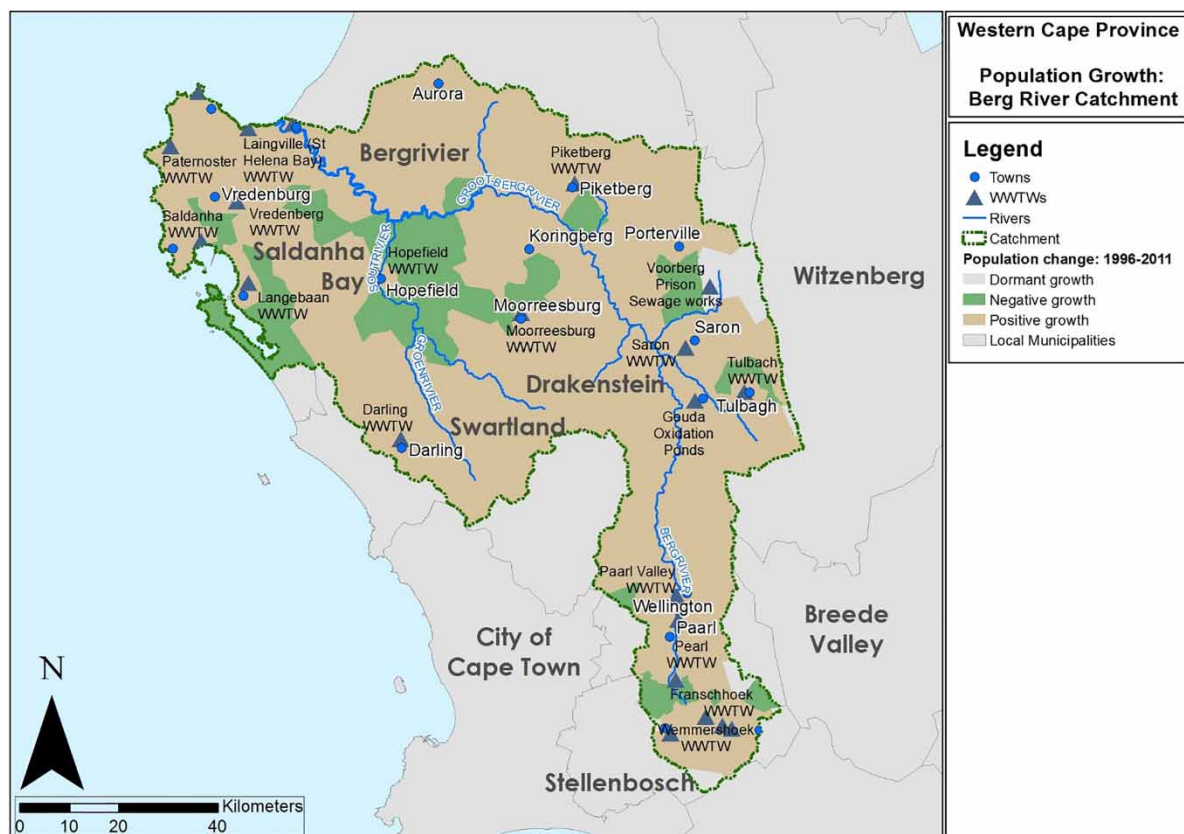 Western Cape Province
Population Growth:
Berg River Catchment
Legend
Towns
WWTWs
Rivers
Catchment
Population change: 1996-2011
Dormant growth
Negative growth
Positive growth
Local Municipalities
Aurora
Bergrivier
Laingville (St
Helena Bay)
WWTW
Paternoster
WWTW
Piketberg
WWTW
Piketberg
GROOT-BERGRIVIER
Vredenburg
Vredenberg
WWTW
Saldanha
WWTW
Saldanha
Bay
SOUTRIVIER
Hopefield
WWTW
Hopefield
Koringberg
Porterville
Voorberg
Prison
Sewage works
Witzenberg
Langebaan
WWTW
Moorreesburg
Moorreesburg
WWTW
Saron
Saron
WWTW
Tulbach
WWTW
Tulbagh
GROENRIVIER
Drakenstein
Gouda
Oxidation
Ponds
Swartland
Darling
WWTW
Darling
BERGRIVIER
Paarl Valley
WWTW
Wellington
Paarl
Pearl
WWTW
City of
Cape Town
Breede
Valley
Franschhoek
WWTW
Wemmershoek
WWTW
Stellenbosch
N
Kilometers
0 10 20 40